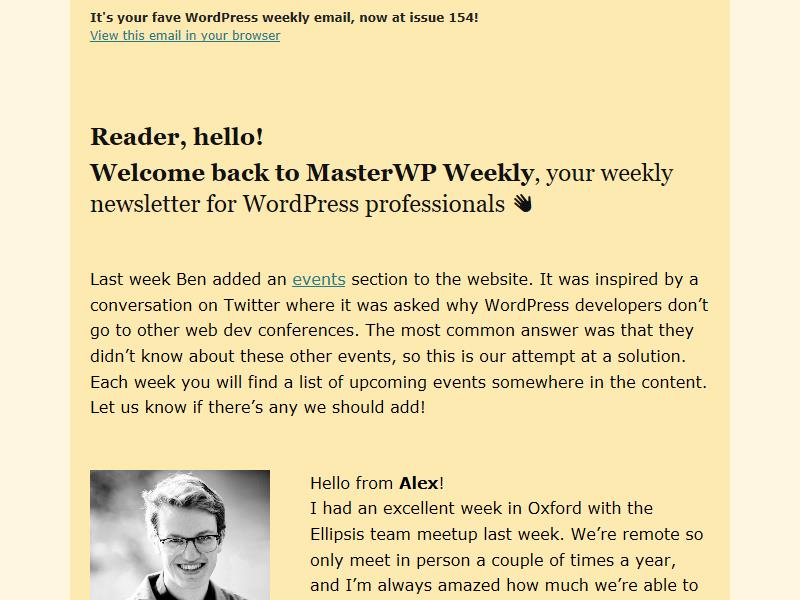 It's your fave WordPress weekly email, now at issue 154!
View this email in your browser
Reader, hello!
Welcome back to MasterWP Weekly, your weekly
newsletter for WordPress professionals 👋
Last week Ben added an events section to the website. It was inspired by a
conversation on Twitter where it was asked why WordPress developers don’t
go to other web dev conferences. The most common answer was that they
didn’t know about these other events, so this is our attempt at a solution.
Each week you will find a list of upcoming events somewhere in the content.
Let us know if there’s any we should add!
Hello from Alex!
I had an excellent week in Oxford with the
Ellipsis team meetup last week. We’re remote so
only meet in person a couple of times a year,
and I’m always amazed how much we’re able to